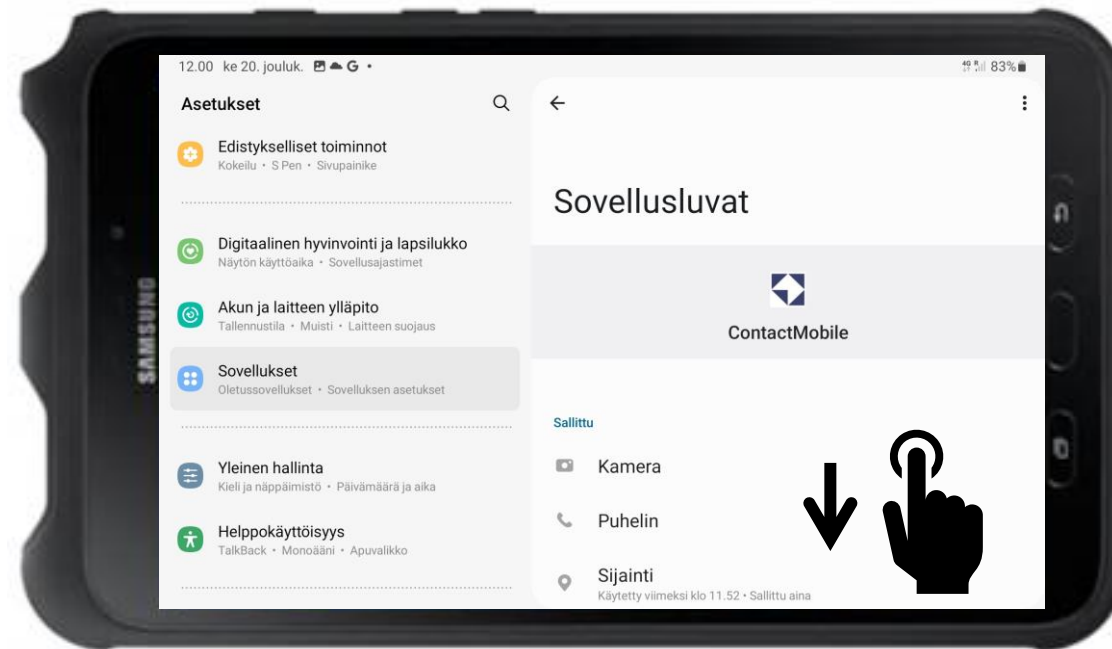 12.00 ke 20. jouluk. G
83%
Asetukset
Edistykselliset toiminnot
Kokeilu • S Pen • Sivupainike
Digitaalinen hyvinvointi ja lapsilukko
Näytön käyttöaika • Sovellusajastimet
Akun ja laitteen ylläpito
Tallennustila • Muisti • Laitteen suojaus
Sovellukset
Oletussovellukset • Sovelluksen asetukset
Yleinen hallinta
Kieli ja näppäimistö • Päivämäärä ja aika
Helppokäyttöisyys
TalkBack • Monoääni • Apuvalikko
Sovellusluvat
ContactMobile
Sallittu
Kamera
Puhelin
Sijainti
Käytetty viimeksi klo 11.52 • Sallittu aina
SAMSUNG